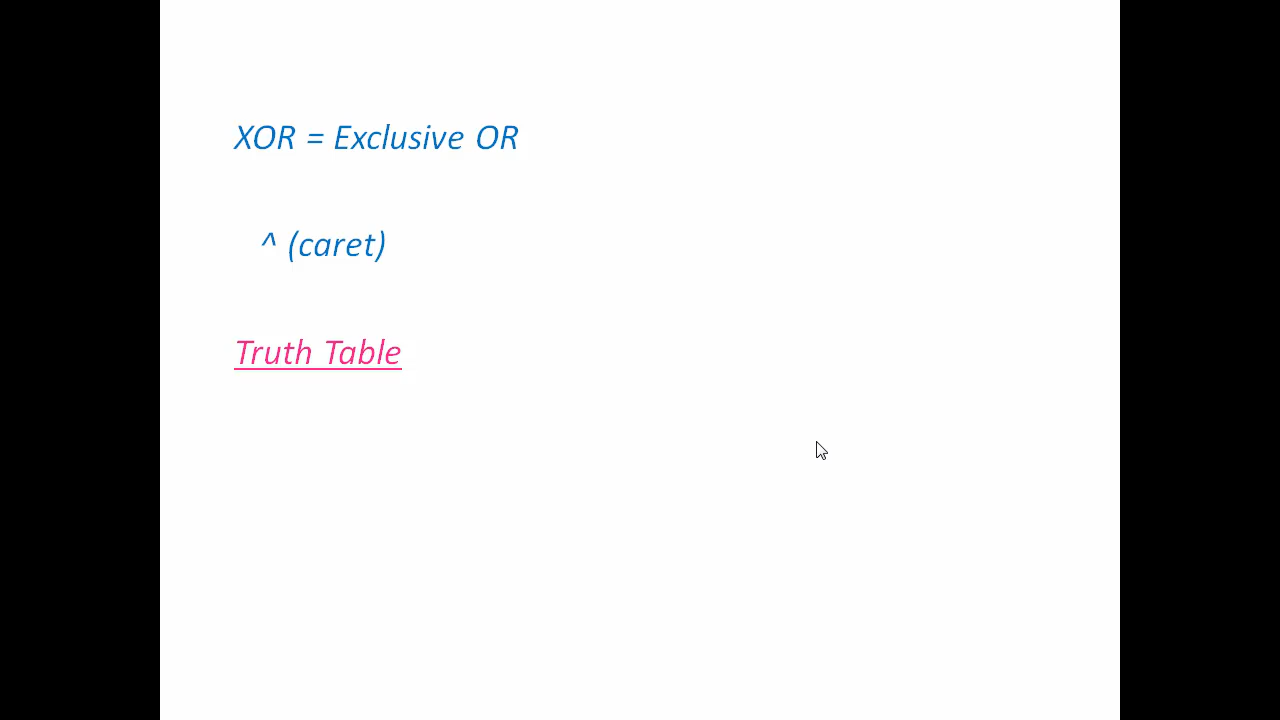 XOR = Exclusive OR
^ (caret)
Truth Table